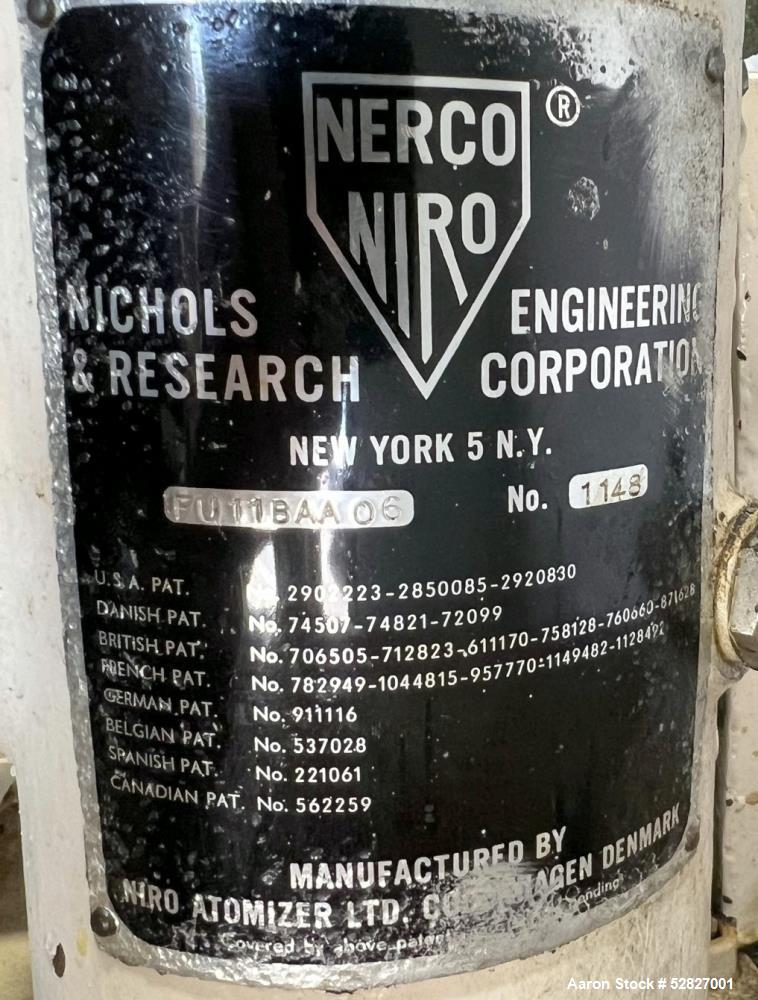 NERCO ®
NIRO
NICHOLS ENGINEERING
& RESEARCH CORPORATION
NEW YORK 5 N.Y.
FU11BAA06 No. 1148
U.S.A. PAT. No. 2902223-2850085-2920830
DANISH PAT. No. 74507-74821-72099
BRITISH PAT. No. 706505-712823-611170-758128-760660-871628
FRENCH PAT. No. 782949-1044815-957770-1149482-1128492
GERMAN PAT. No. 911116
BELGIAN PAT. No. 537028
SPANISH PAT. No. 221061
CANADIAN PAT. No. 562259
MANUFACTURED BY
NIRO ATOMIZER LTD. COPENHAGEN DENMARK
Covered by above patent
Aaron Stock # 52827001